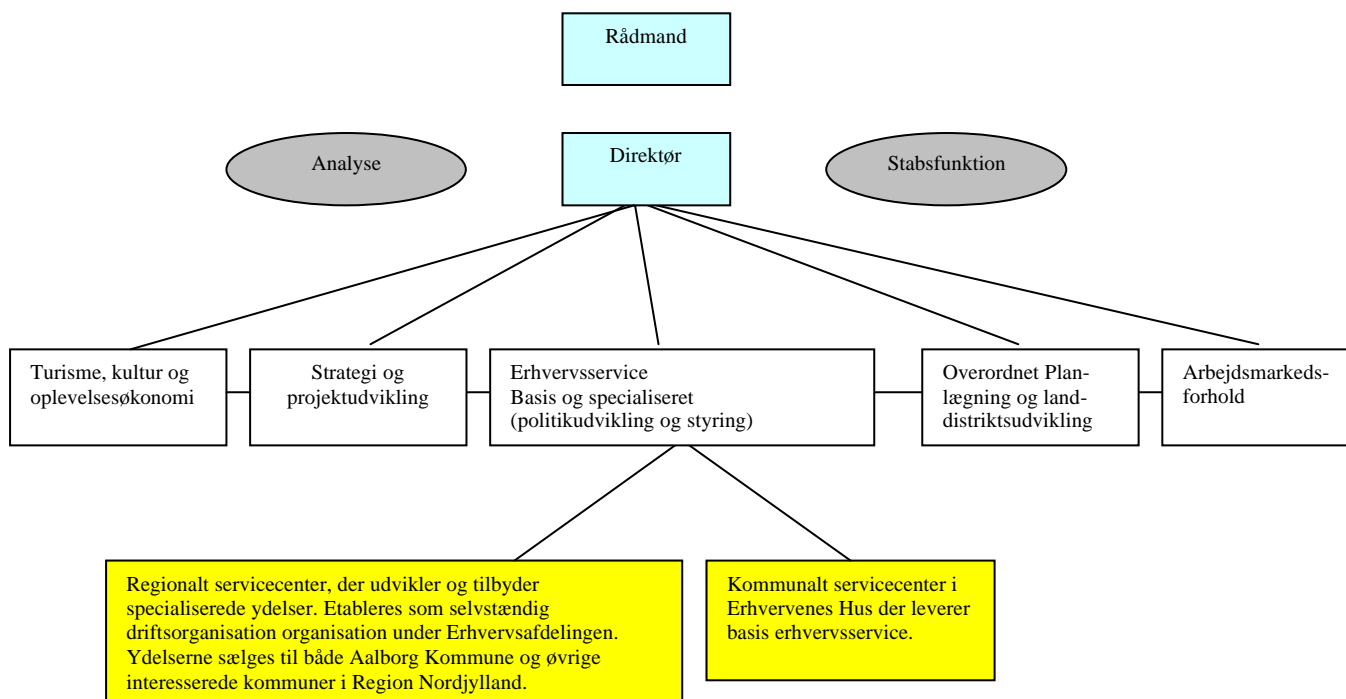 Rådmand
Analyse
Direktør
Stabsfunktion
Turisme, kultur og
oplevelsesøkonomi
Strategi og
projektudvikling
Erhvervsservice
Basis og specialiseret
(politikudvikling og styring)
Overordnet Plan-
lægning og land-
distriktsudvikling
Arbejdsmarkeds-
forhold
Regionalt servicecenter, der udvikler og tilbyder
specialiserede ydelser. Etableres som selvstændig
driftsorganisation organisation under Erhvervsafdelingen.
Ydelserne sælges til både Aalborg Kommune og øvrige
interesserede kommuner i Region Nordjylland.
Kommunalt servicecenter i
Erhvervenes Hus der leverer
basis erhvervsservice.